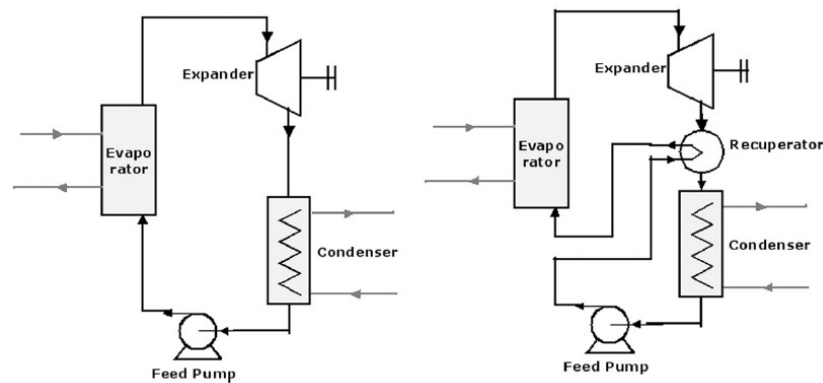 Expander
Evapo
rator
Condenser
Feed Pump
Expander
Recuperator
Evapo
rator
Condenser
Feed Pump